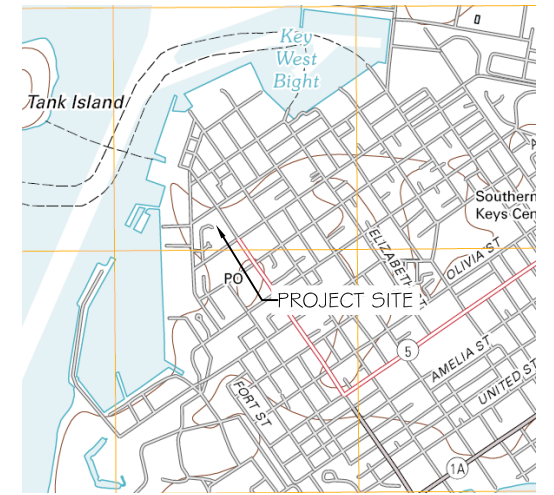 Key
West
Bight
Tank Island
Southern
Keys Cen
ELIZABETH ST
OLIVIA ST
PO
PROJECT SITE
5
AMELIA ST
UNITED ST
FORT ST
1A